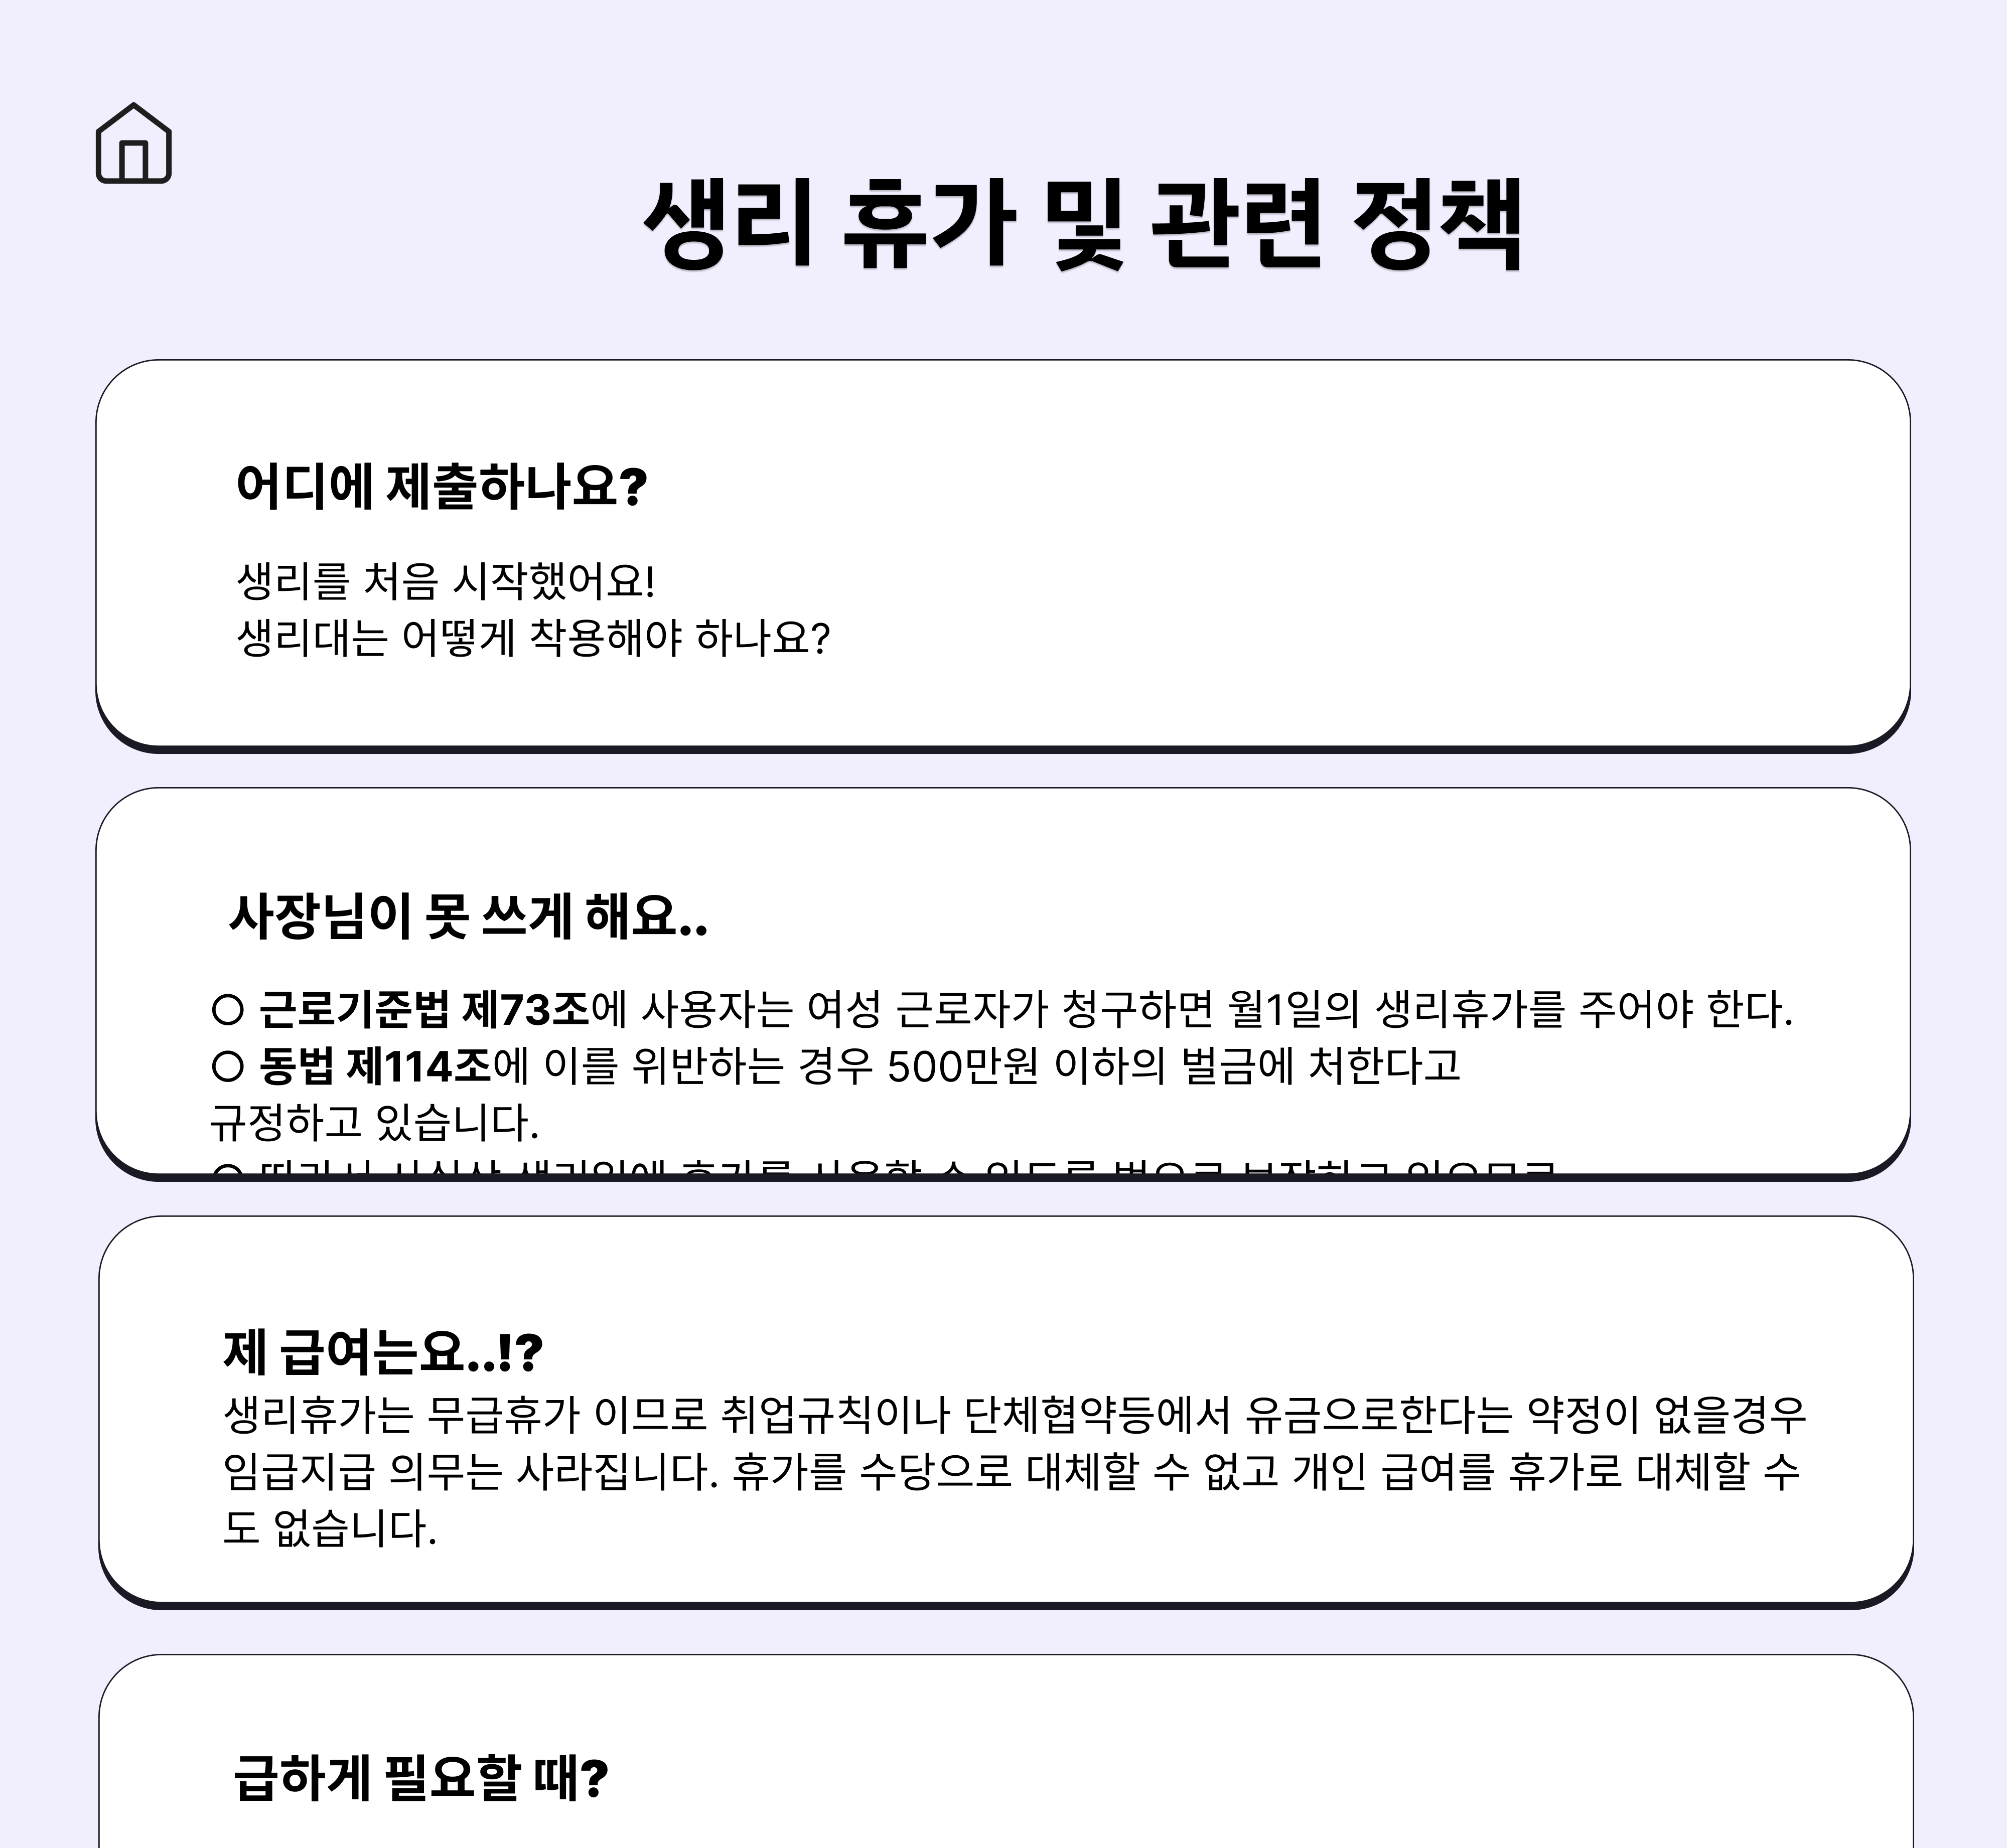 생리 휴가 및 관련 정책
어디에 제출하나요?
생리를 처음 시작했어요!
생리대는 어떻게 착용해야 하나요?
사장님이 못 쓰게 해요..
○ 근로기준법 제73조에 사용자는 여성 근로자가 청구하면 월1일의 생리휴가를 주어야 한다.
○ 동법 제114조에 이를 위반하는 경우 500만원 이하의 벌금에 처한다고
규정하고 있습니다.
제 급여는요..!?
생리휴가는 무급휴가 이므로 취업규칙이나 단체협약등에서 유금으로한다는 약정이 없을경우
임급지급 의무는 사라집니다. 휴가를 수당으로 대체할 수 없고 개인 급여를 휴가로 대체할 수
도 없습니다.
급하게 필요할 때?